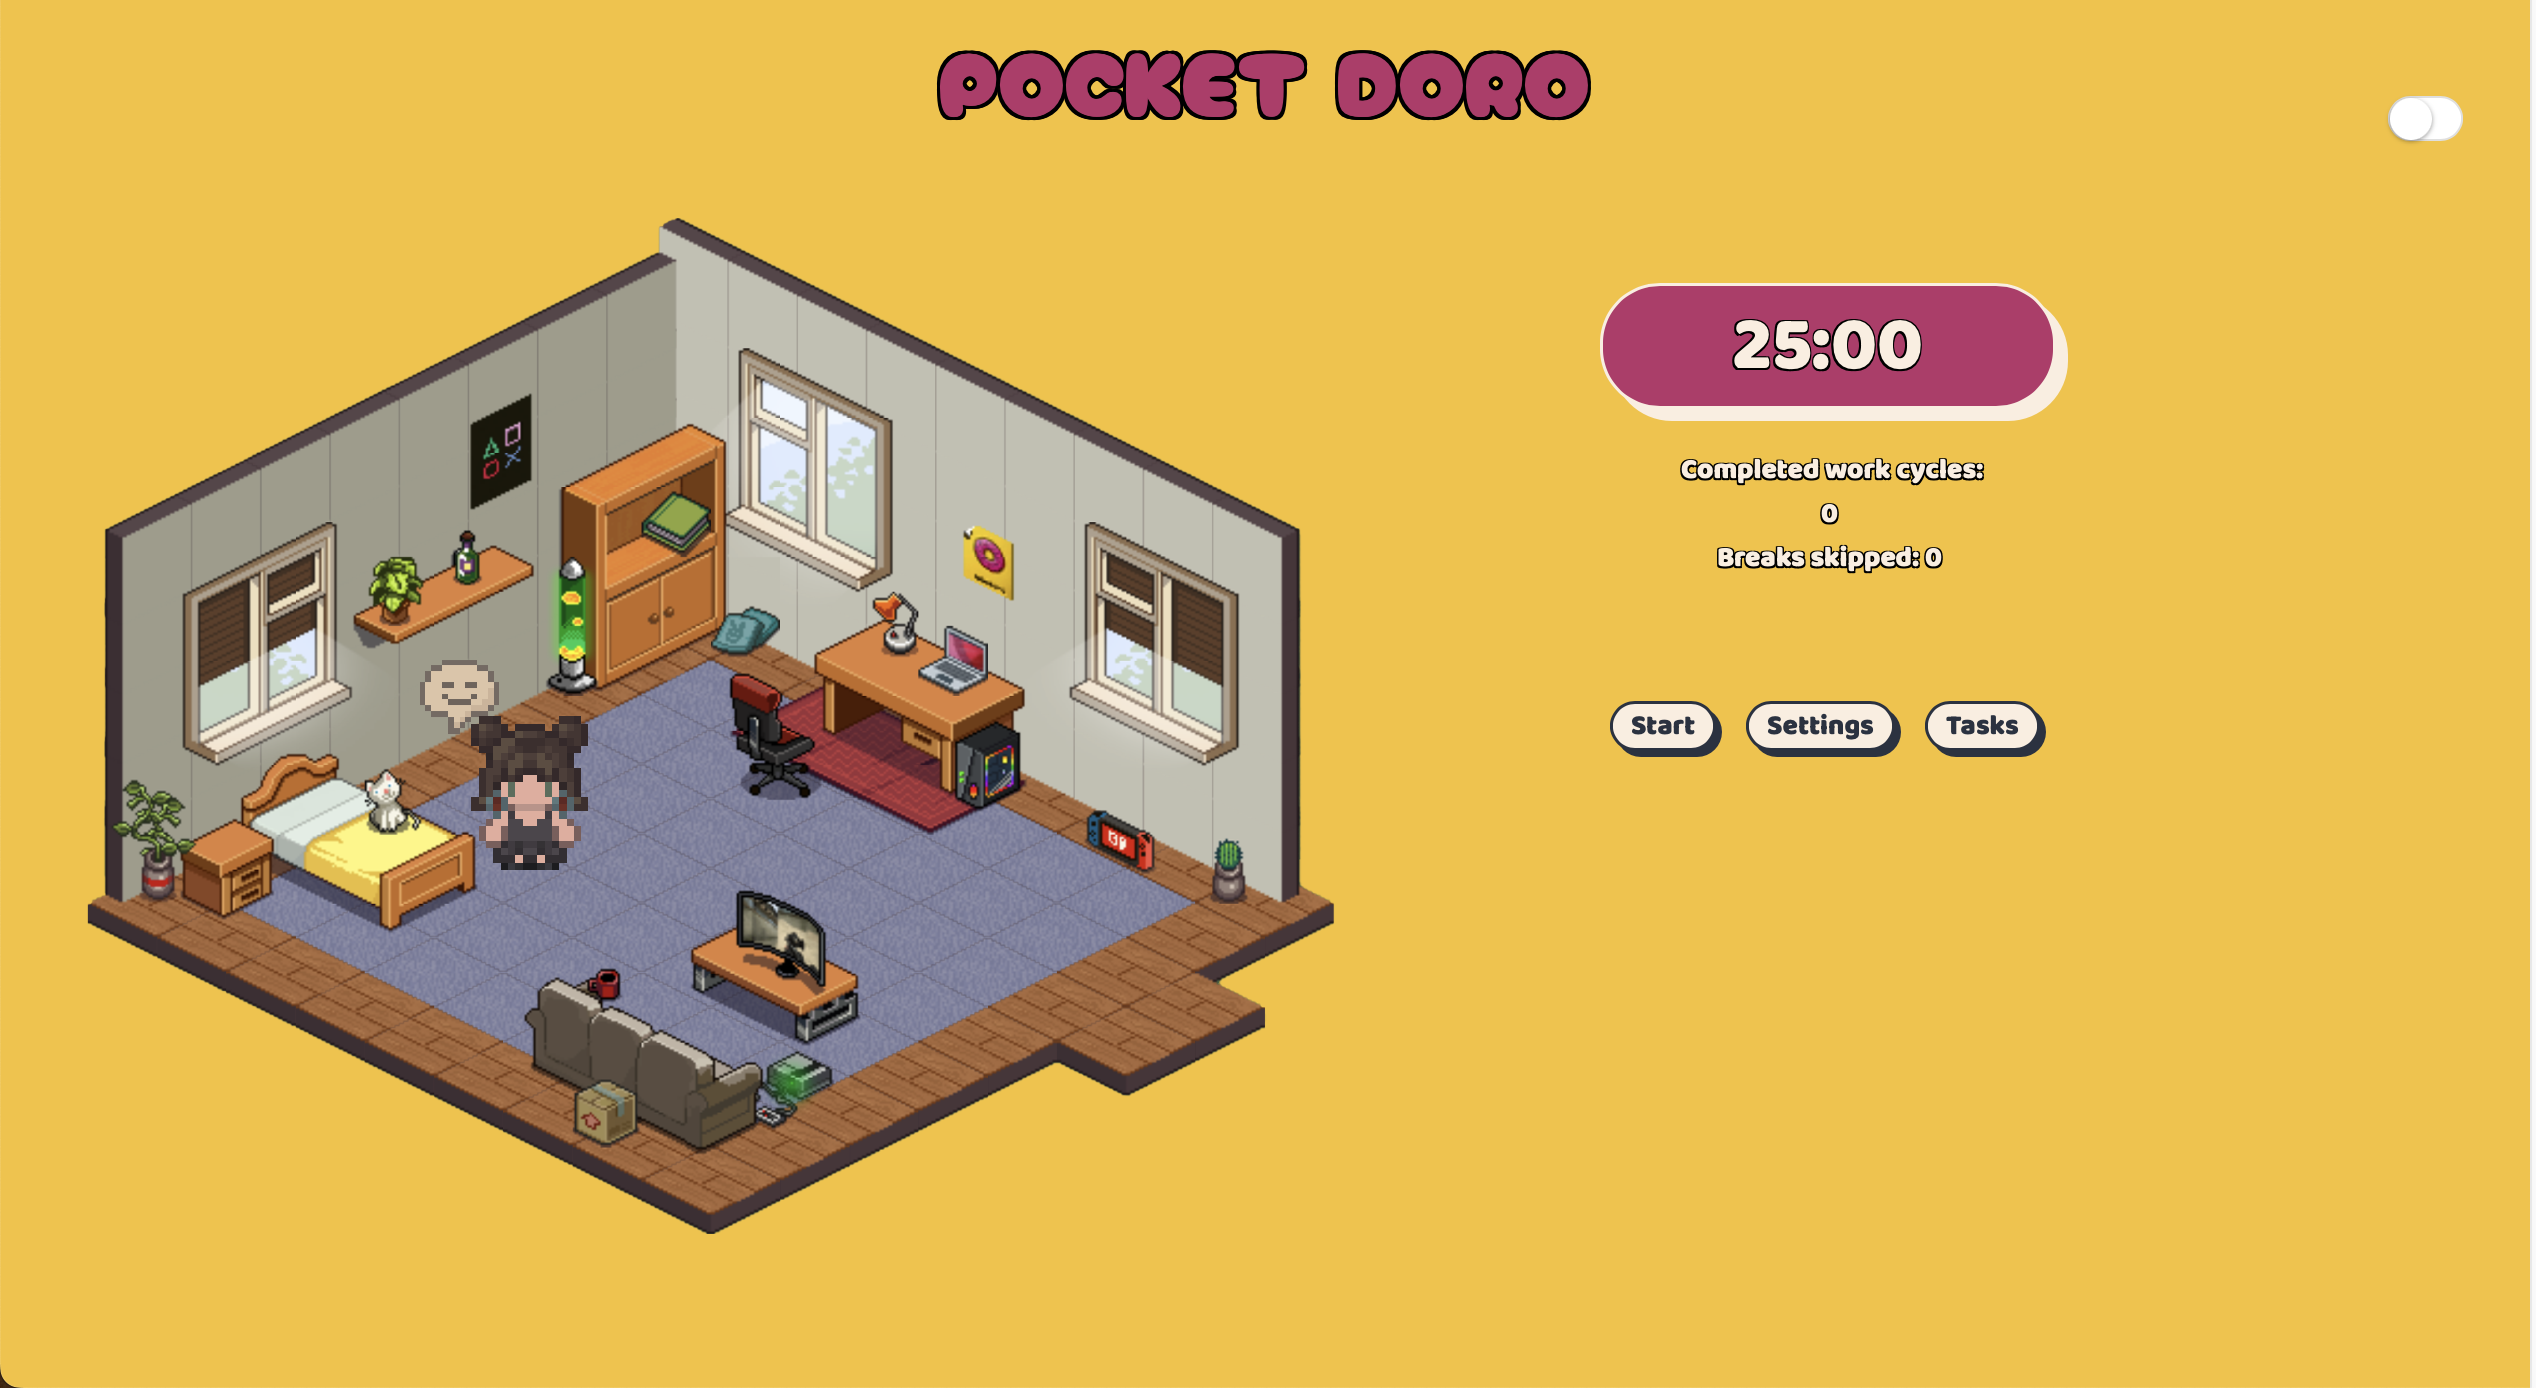 POCKET DORO
25:00
Completed work cycles:
0
Breaks skipped: 0
Start
Settings
Tasks